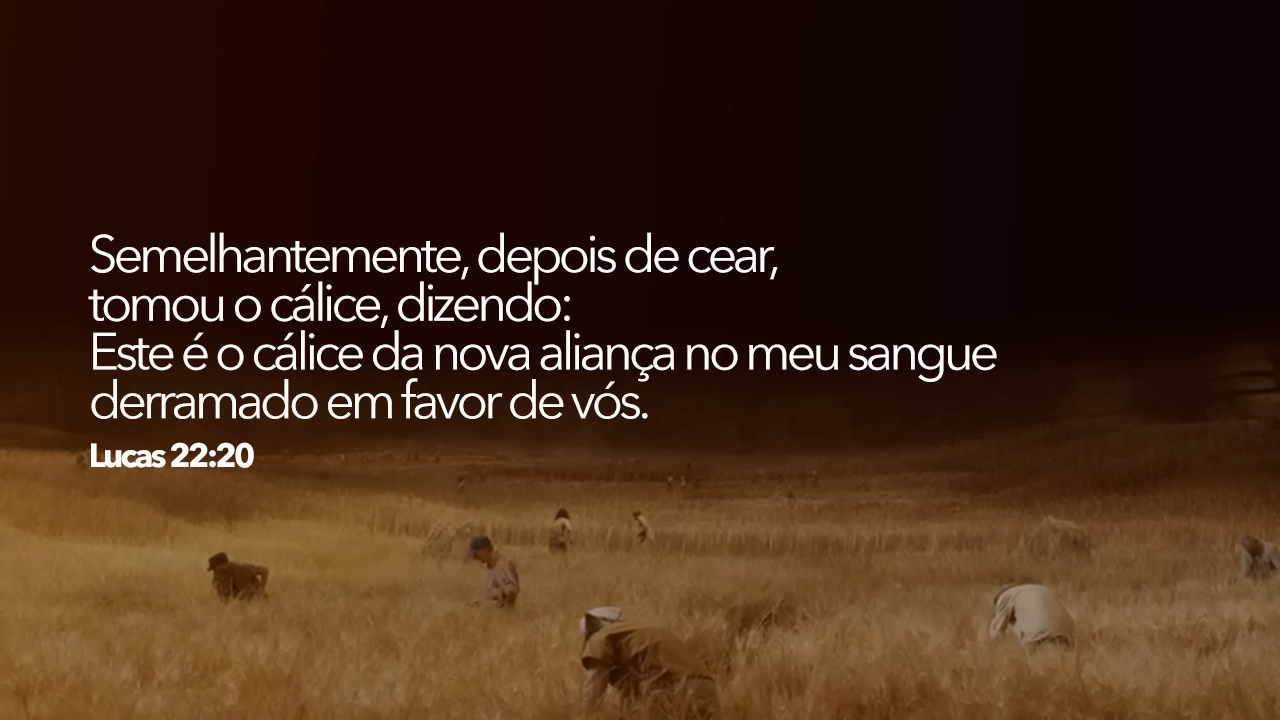 Semelhantemente, depois de cear,
tomou o cálice, dizendo:
Este é o cálice da nova aliança no meu sangue
derramado em favor de vós.
Lucas 22:20